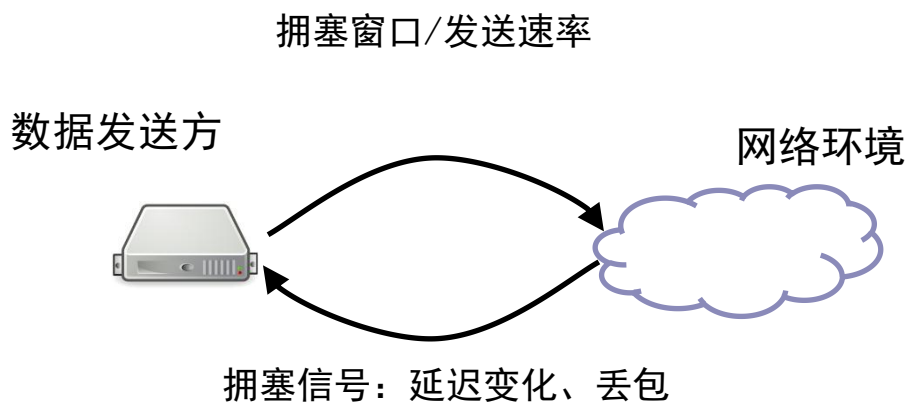 拥塞窗口/发送速率
数据发送方
网络环境
拥塞信号：延迟变化、丢包